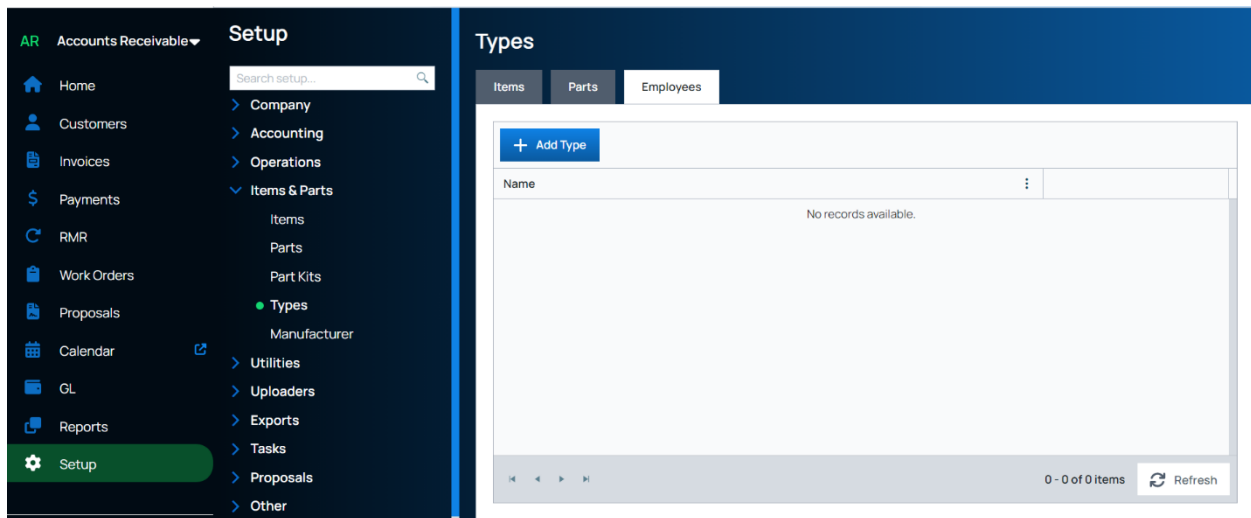 AR Accounts Receivable
Home
Customers
Invoices
Payments
RMR
Work Orders
Proposals
Calendar
GL
Reports
Setup
Setup
Search setup...
Company
Accounting
Operations
Items & Parts
Items
Parts
Part Kits
Types
Manufacturer
Utilities
Uploaders
Exports
Tasks
Proposals
Other
Types
Items Parts Employees
+ Add Type
Name
No records available.
0 - 0 of 0 items Refresh